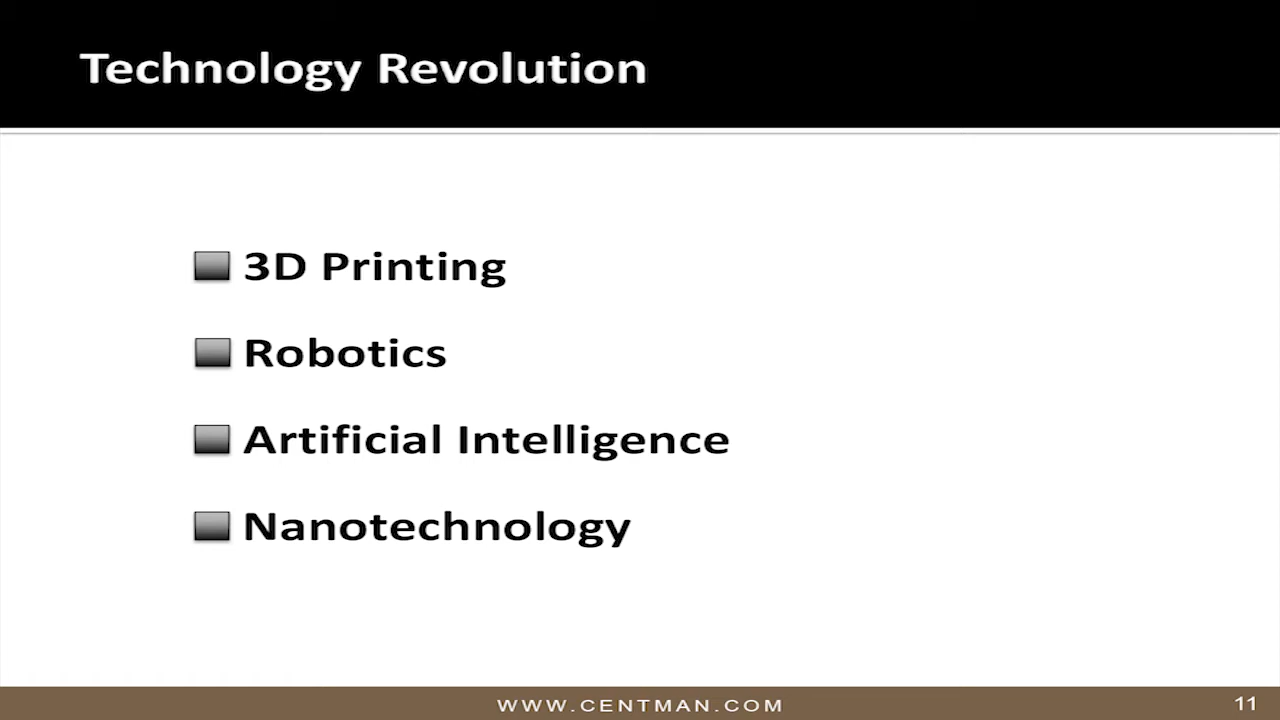 Technology Revolution
3D Printing
Robotics
Artificial Intelligence
Nanotechnology
WWW.CENTMAN.COM
11